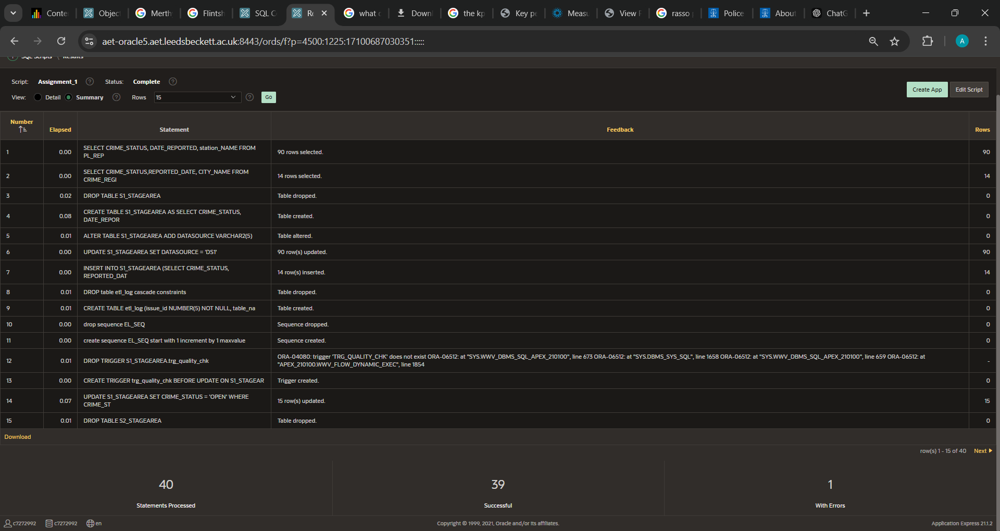 Conte
Objec
Merth
Flintsh
SQL C
Re
what c
Downl
the kp
Key pe
Measu
View F
rasso
Police
About
ChatG
aet-oracle5.aet.leedsbeckett.ac.uk:8443/ords/f?p=4500:1225:17100687030351:::::
A
SQL Scripts \ Results
Script: Assignment_1 ? Status: Complete ?
View: Detail Summary ? Rows 15 ? Go
Create App Edit Script
Number Elapsed Statement Feedback Rows
1 0.00 SELECT CRIME_STATUS, DATE_REPORTED, station_NAME FROM
PL_REP
90 rows selected. 90
2 0.00 SELECT CRIME_STATUS,REPORTED_DATE, CITY_NAME FROM
CRIME_REGI
14 rows selected. 14
3 0.02 DROP TABLE S1_STAGEAREA Table dropped. 0
4 0.08 CREATE TABLE S1_STAGEAREA AS SELECT CRIME_STATUS,
DATE_REPOR
Table created. 0
5 0.01 ALTER TABLE S1_STAGEAREA ADD DATASOURCE VARCHAR2(5) Table altered. 0
6 0.00 UPDATE S1_STAGEAREA SET DATASOURCE = 'DS1' 90 row(s) updated. 90
7 0.00 INSERT INTO S1_STAGEAREA (SELECT CRIME_STATUS,
REPORTED_DAT
14 row(s) inserted. 14
8 0.01 DROP table etl_log cascade constraints Table dropped. 0
9 0.01 CREATE TABLE etl_log (issue_id NUMBER(5) NOT NULL, table_na Table created. 0
10 0.00 drop sequence EL_SEQ Sequence dropped. 0
11 0.00 create sequence EL_SEQ start with 1 increment by 1 maxvalue Sequence created. 0
12 0.01 DROP TRIGGER S1_STAGEAREA.trg_quality_chk
ORA-04080: trigger 'TRG_QUALITY_CHK' does not exist ORA-06512: at "SYS.WWV_DBMS_SQL_APEX_210100", line 673 ORA-06512: at "SYS.DBMS_SYS_SQL", line 1658 ORA-06512: at "SYS.WWV_DBMS_SQL_APEX_210100", line 659 ORA-06512: at
"APEX_210100.WWV_FLOW_DYNAMIC_EXEC", line 1854
-
13 0.00 CREATE TRIGGER trg_quality_chk BEFORE UPDATE ON S1_STAGEAR Trigger created. 0
14 0.07 UPDATE S1_STAGEAREA SET CRIME_STATUS = 'OPEN' WHERE
CRIME_ST
15 row(s) updated. 15
15 0.01 DROP TABLE S2_STAGEAREA Table dropped. 0
Download
row(s) 1 - 15 of 40 Next
40 39 1
Statements Processed Successful With Errors
c7272992 c7272992 en Copyright © 1999, 2021, Oracle and/or its affiliates. Application Express 21.1.2